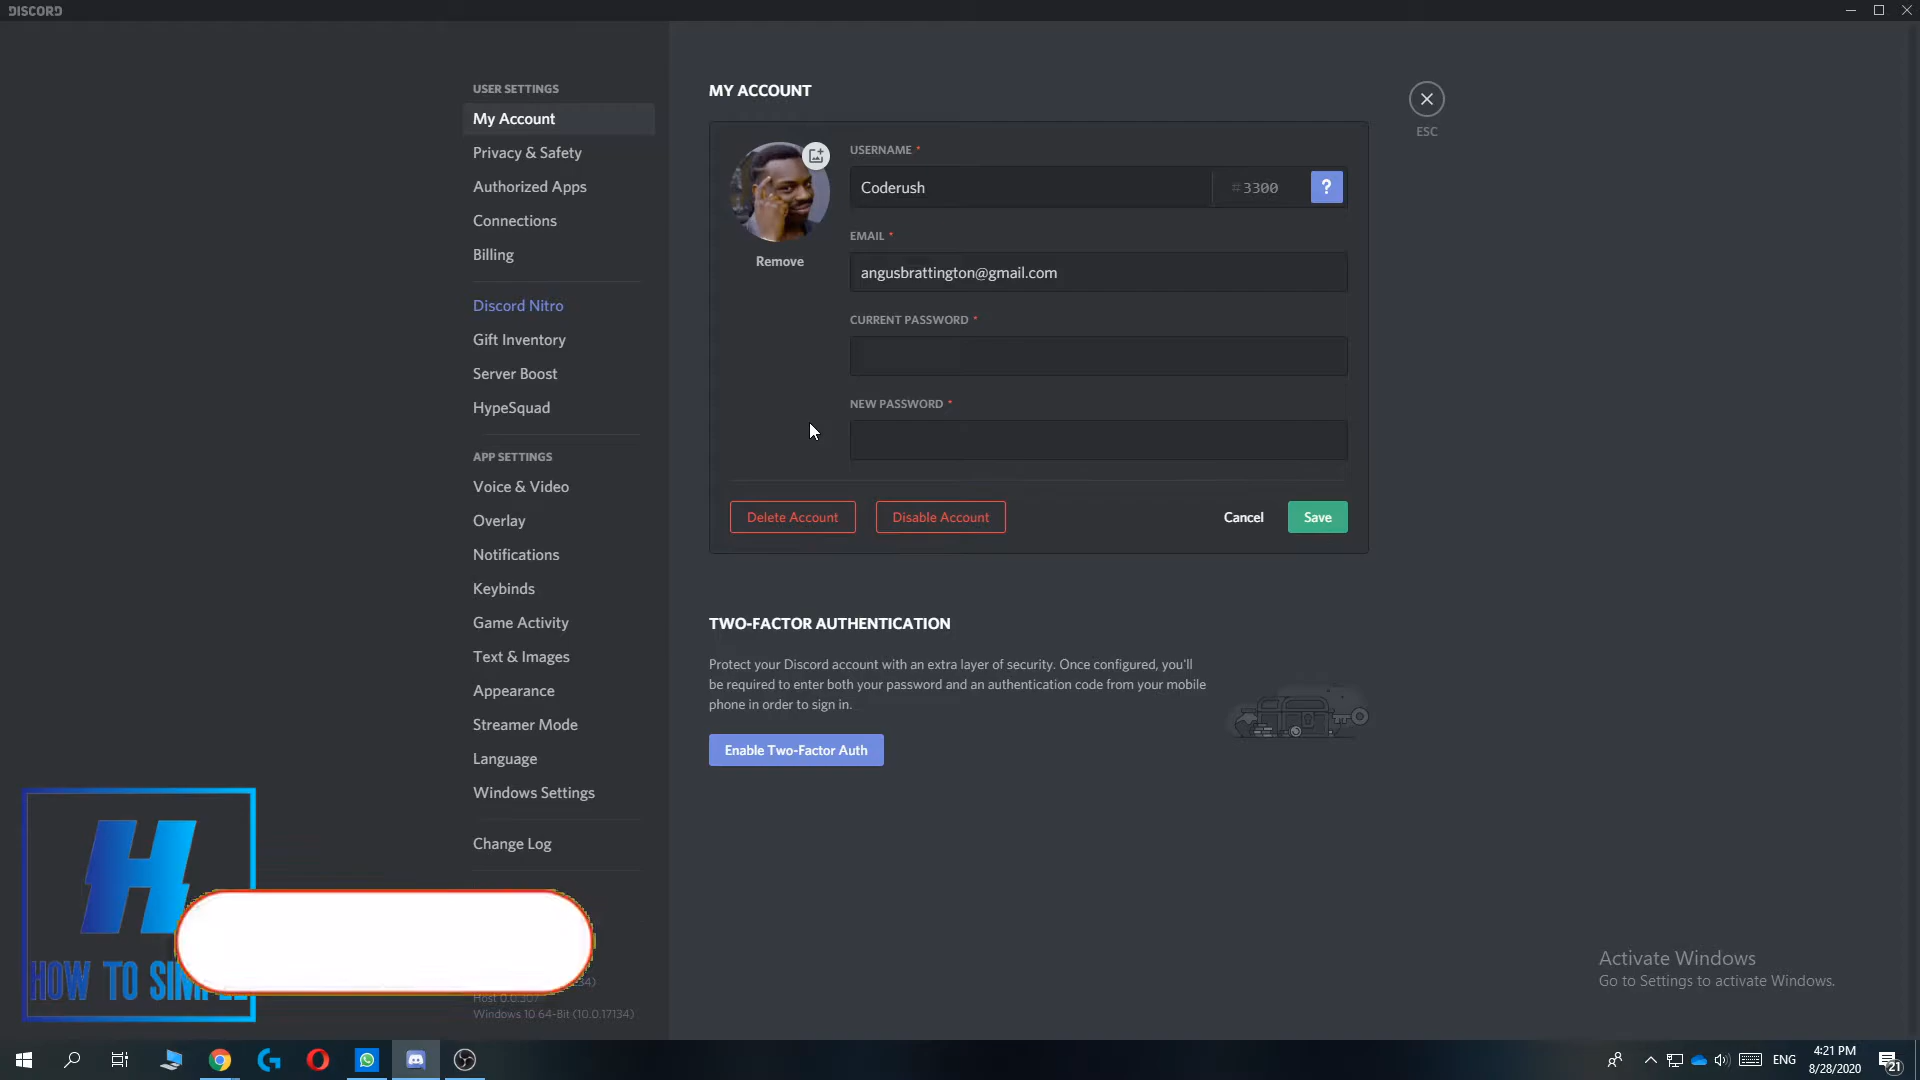 DISCORD
USER SETTINGS
My Account
Privacy & Safety
Authorized Apps
Connections
Billing
Discord Nitro
Gift Inventory
Server Boost
HypeSquad
APP SETTINGS
Voice & Video
Overlay
Notifications
Keybinds
Game Activity
Text & Images
Appearance
Streamer Mode
Language
Windows Settings
Change Log
34)
Host 0.0.307
Windows 10 64-Bit (10.0.17134)
MY ACCOUNT
ESC
Remove
USERNAME *
Coderush
#3300
?
EMAIL *
angusbrattington@gmail.com
CURRENT PASSWORD *
NEW PASSWORD *
Delete Account
Disable Account
Cancel
Save
TWO-FACTOR AUTHENTICATION
Protect your Discord account with an extra layer of security. Once configured, you'll
be required to enter both your password and an authentication code from your mobile
phone in order to sign in.
Enable Two-Factor Auth
H
HOW TO SIMPLE
Activate Windows
Go to Settings to activate Windows.
ENG
4:21 PM
8/28/2020
21